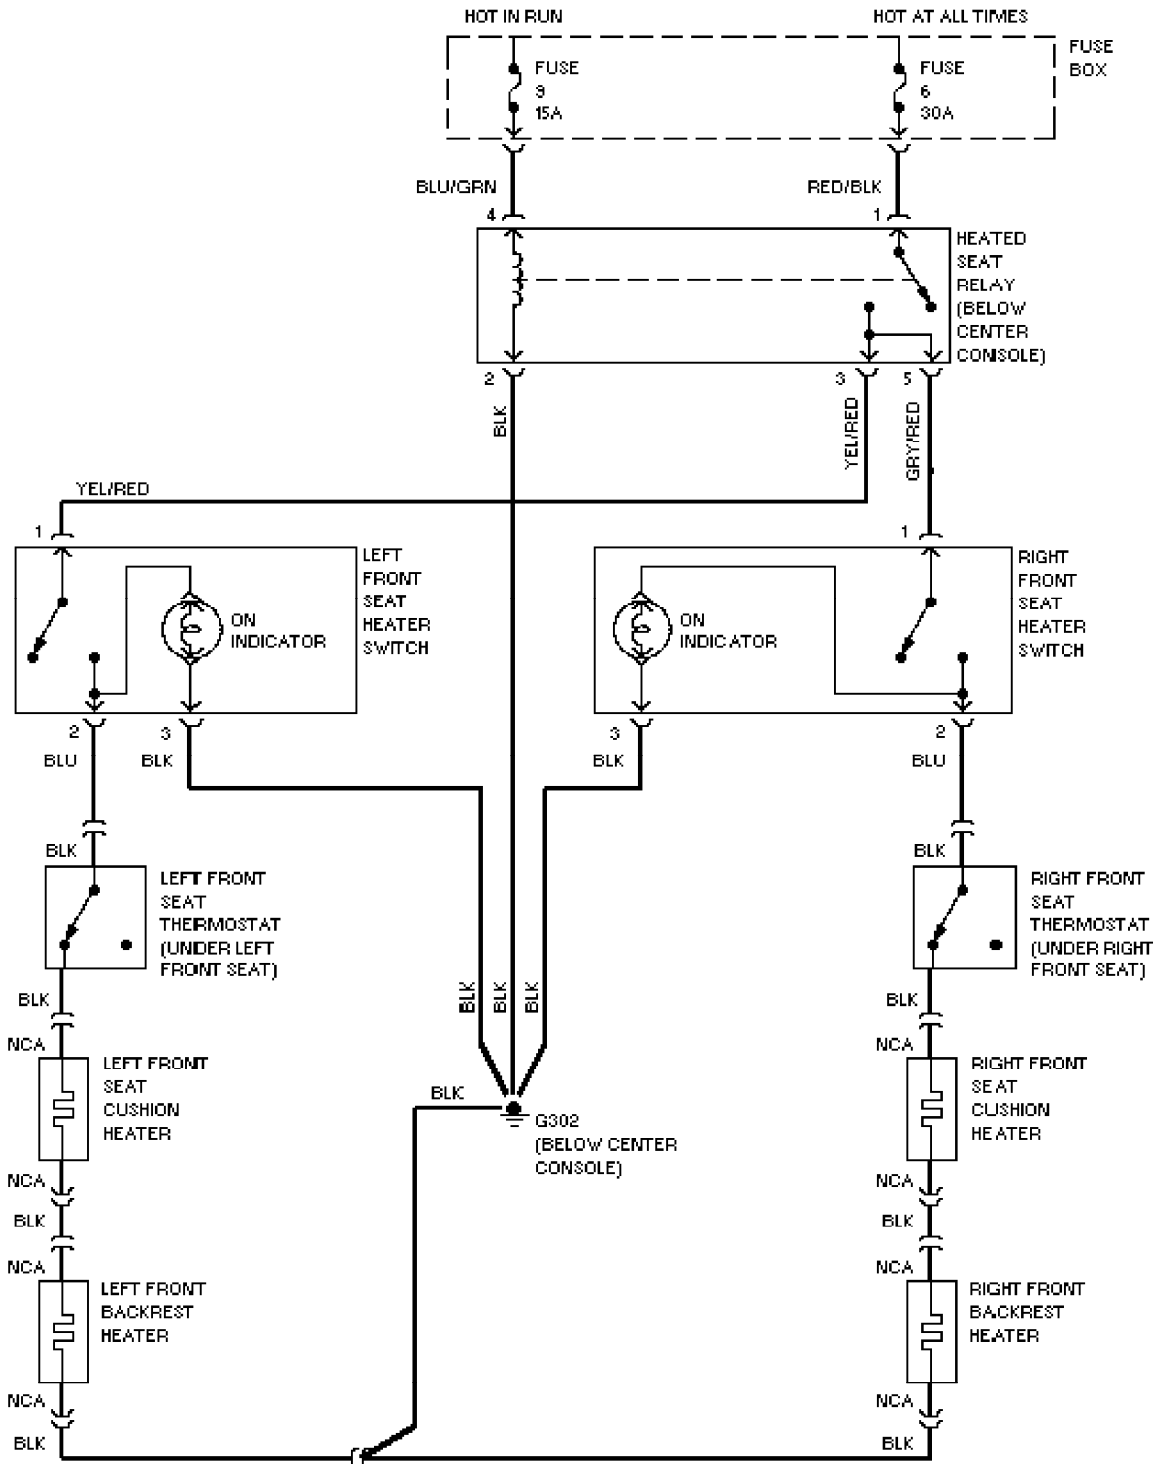 HOT IN RUN
HOT AT ALL TIMES
FUSE
BOX
FUSE
9
15A
FUSE
6
30A
BLU/GRN
RED/BLK
4
1
HEATED
SEAT
RELAY
(BELOW
CENTER
CONSOLE)
2
3
5
BLK
YEL/RED
GRY/RED
YEL/RED
1
1
LEFT
FRONT
SEAT
HEATER
SWITCH
ON
INDICATOR
ON
INDICATOR
RIGHT
FRONT
SEAT
HEATER
SWITCH
2
3
3
2
BLU
BLK
BLK
BLU
BLK
BLK
LEFT FRONT
SEAT
THERMOSTAT
(UNDER LEFT
FRONT SEAT)
RIGHT FRONT
SEAT
THERMOSTAT
(UNDER RIGHT
FRONT SEAT)
BLK
BLK
BLK
BLK
BLK
NCA
NCA
LEFT FRONT
SEAT
CUSHION
HEATER
RIGHT FRONT
SEAT
CUSHION
HEATER
BLK
G302
(BELOW CENTER
CONSOLE)
NCA
NCA
BLK
BLK
NCA
NCA
LEFT FRONT
BACKREST
HEATER
RIGHT FRONT
BACKREST
HEATER
NCA
NCA
BLK
BLK